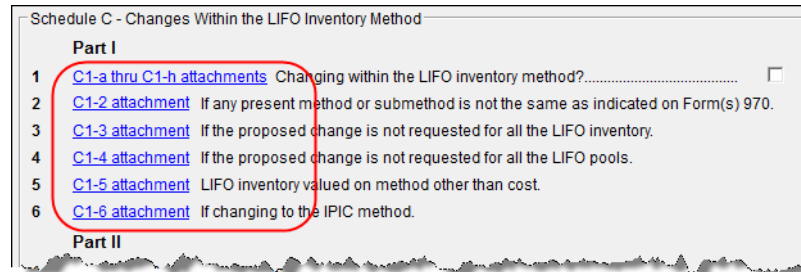 Schedule C - Changes Within the LIFO Inventory Method
Part I
1 C1-a thru C1-h attachments Changing within the LIFO inventory method?......................................
2 C1-2 attachment If any present method or submethod is not the same as indicated on Form(s) 970.
3 C1-3 attachment If the proposed change is not requested for all the LIFO inventory.
4 C1-4 attachment If the proposed change is not requested for all the LIFO pools.
5 C1-5 attachment LIFO inventory valued on method other than cost.
6 C1-6 attachment If changing to the IPIC method.
Part II